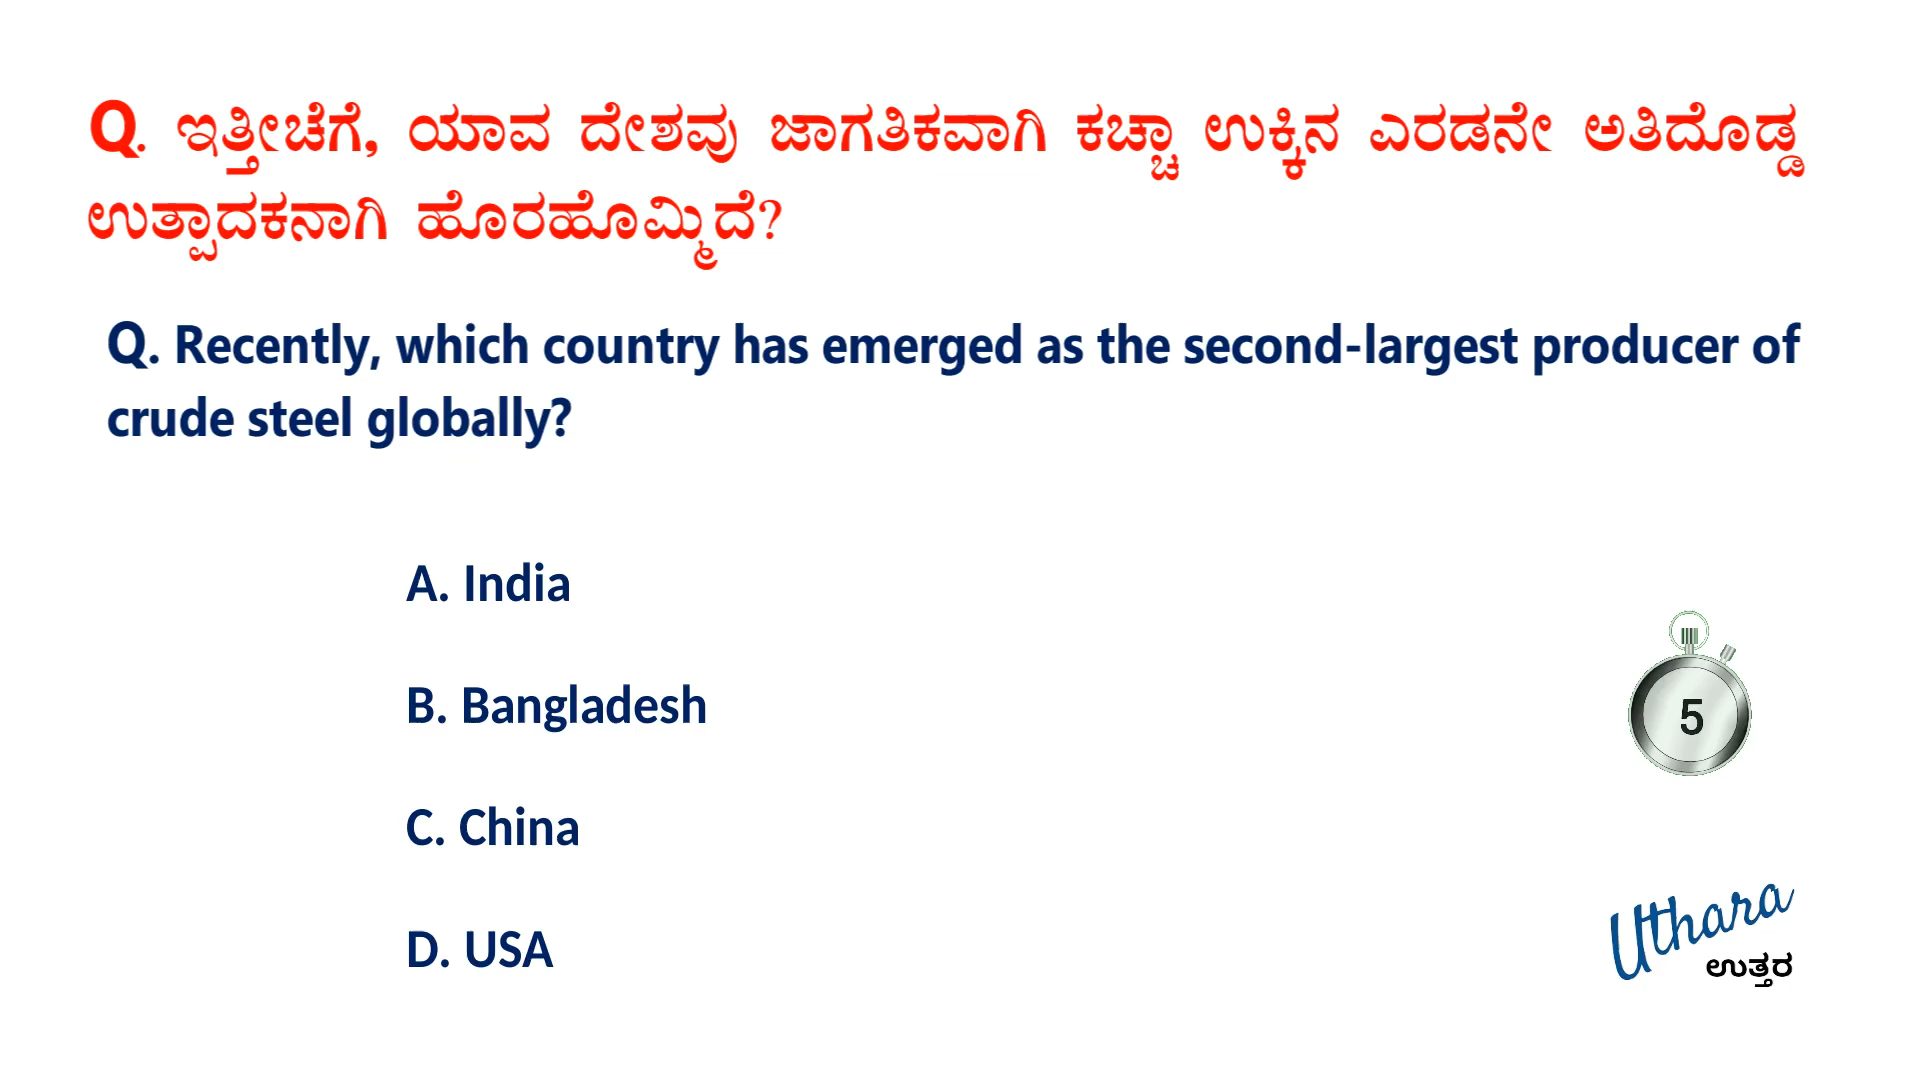 Q. ಇತ್ತೀಚೆಗೆ, ಯಾವ ದೇಶವು ಜಾಗತಿಕವಾಗಿ ಕಚ್ಚಾ ಉಕ್ಕಿನ ಎರಡನೇ ಅತಿದೊಡ್ಡ
ಉತ್ಪಾದಕನಾಗಿ ಹೊರಹೊಮ್ಮಿದೆ?
Q. Recently, which country has emerged as the second-largest producer of
crude steel globally?
A. India
B. Bangladesh
C. China
D. USA
5
Uthara
ಉತ್ತರ